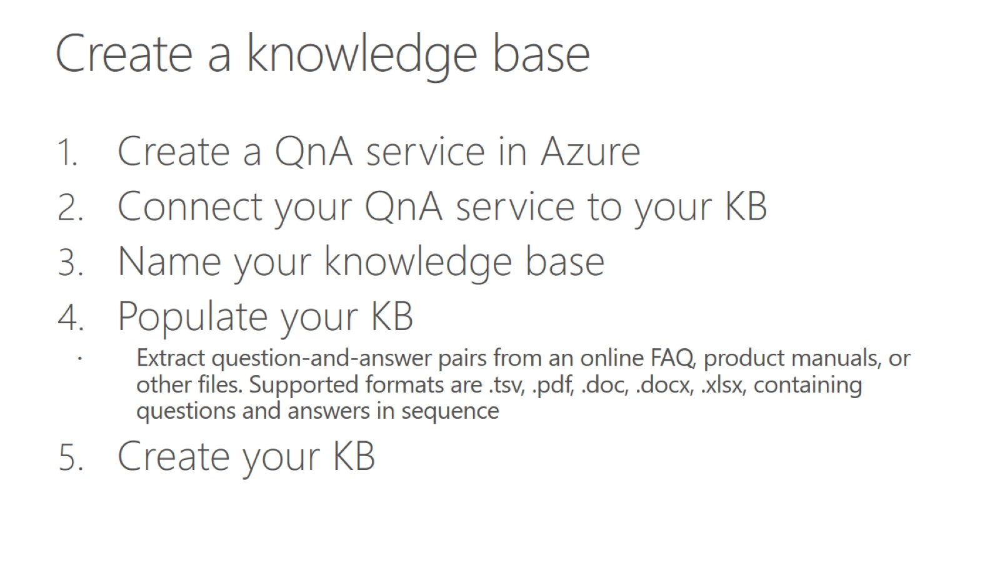 Create a knowledge base
1. Create a QnA service in Azure
2. Connect your QnA service to your KB
3. Name your knowledge base
4. Populate your KB
· Extract question-and-answer pairs from an online FAQ, product manuals, or
other files. Supported formats are .tsv, .pdf, .doc, .docx, .xlsx, containing
questions and answers in sequence
5. Create your KB